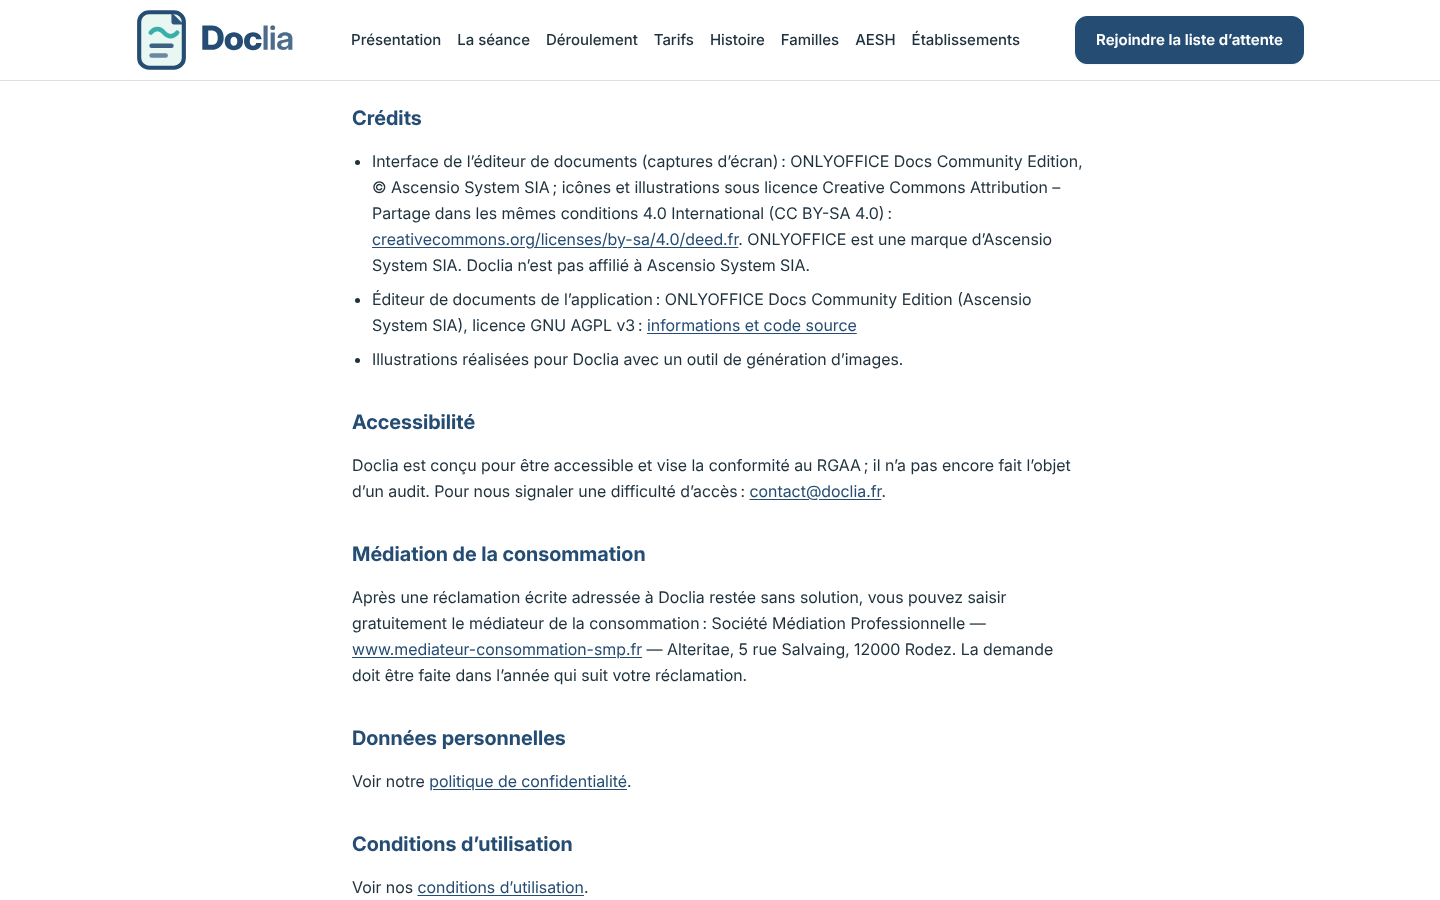 Doclia
Présentation La séance Déroulement Tarifs Histoire Familles AESH Établissements
Rejoindre la liste d’attente
Crédits
• Interface de l’éditeur de documents (captures d’écran) : ONLYOFFICE Docs Community Edition,
© Ascensio System SIA ; icônes et illustrations sous licence Creative Commons Attribution –
Partage dans les mêmes conditions 4.0 International (CC BY-SA 4.0) :
creativecommons.org/licenses/by-sa/4.0/deed.fr. ONLYOFFICE est une marque d’Ascensio
System SIA. Doclia n’est pas affilié à Ascensio System SIA.
• Éditeur de documents de l’application : ONLYOFFICE Docs Community Edition (Ascensio
System SIA), licence GNU AGPL v3 : informations et code source
• Illustrations réalisées pour Doclia avec un outil de génération d’images.
Accessibilité
Doclia est conçu pour être accessible et vise la conformité au RGAA ; il n’a pas encore fait l’objet
d’un audit. Pour nous signaler une difficulté d’accès : contact@doclia.fr.
Médiation de la consommation
Après une réclamation écrite adressée à Doclia restée sans solution, vous pouvez saisir
gratuitement le médiateur de la consommation : Société Médiation Professionnelle —
www.mediateur-consommation-smp.fr — Alteritae, 5 rue Salvaing, 12000 Rodez. La demande
doit être faite dans l’année qui suit votre réclamation.
Données personnelles
Voir notre politique de confidentialité.
Conditions d’utilisation
Voir nos conditions d’utilisation.